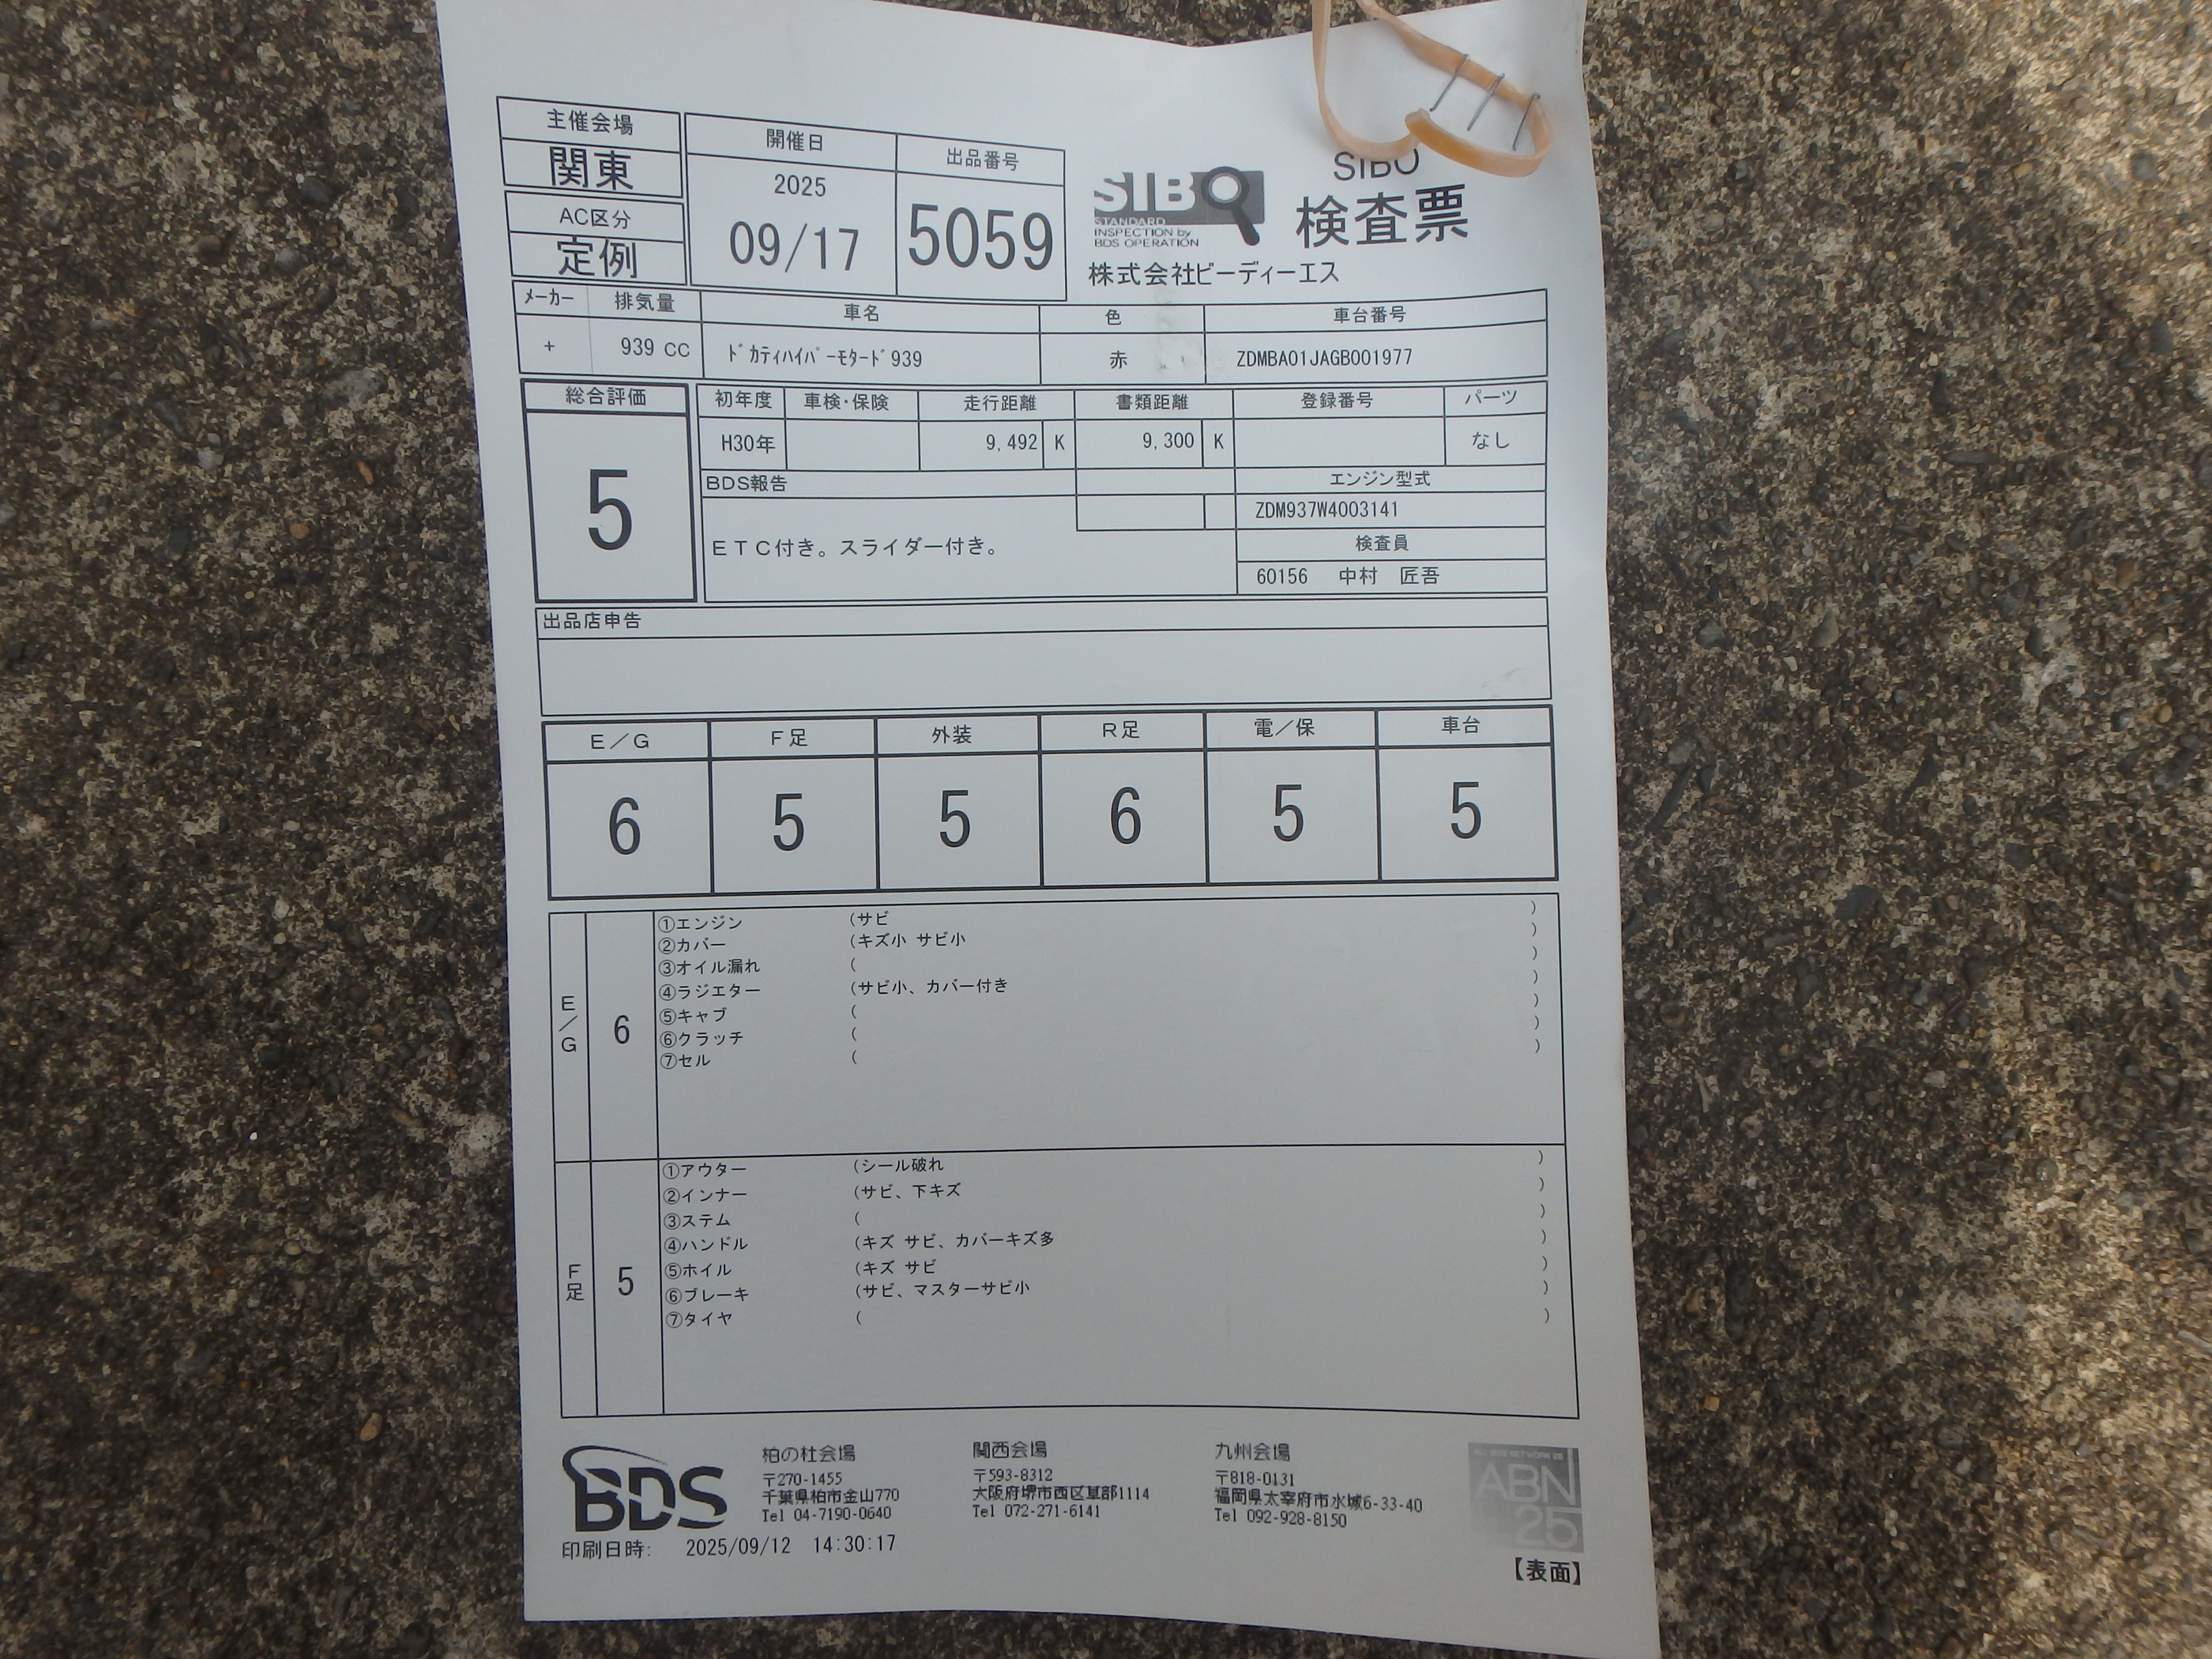 主催会場
関東
AC区分
定例
開催日
2025
09/17
出品番号
5059
SIBO
STANDARD
INSPECTION by
BDS OPERATION
SIBO
検査票
株式会社ビーディーエス
メーカー 排気量 車名 色 車台番号
+ 939 CC ﾄﾞｶﾃｨﾊｲﾊﾟｰﾓﾀｰﾄﾞ939 赤 ZDMBA01JAGB001977
総合評価
5
初年度 車検・保険 走行距離 書類距離 登録番号 パーツ
H30年 9,492 K 9,300 K なし
BDS報告
ETC付き。スライダー付き。
エンジン型式
ZDM937W4003141
検査員
60156 中村 匠吾
出品店申告
E/G F足 外装 R足 電/保 車台
6 5 5 6 5 5
E/G 6
①エンジン (サビ )
②カバー (キズ小 サビ小 )
③オイル漏れ ( )
④ラジエター (サビ小、カバー付き )
⑤キャブ ( )
⑥クラッチ ( )
⑦セル ( )
F足 5
①アウター (シール破れ )
②インナー (サビ、下キズ )
③ステム ( )
④ハンドル (キズ サビ、カバーキズ多 )
⑤ホイル (キズ サビ )
⑥ブレーキ (サビ、マスターサビ小 )
⑦タイヤ ( )
BDS
柏の杜会場
〒270-1455
千葉県柏市金山770
Tel 04-7190-0640
関西会場
〒593-8312
大阪府堺市西区草部1114
Tel 072-271-6141
九州会場
〒818-0131
福岡県太宰府市水城6-33-40
Tel 092-928-8150
ABN
25
印刷日時: 2025/09/12 14:30:17
【表面】